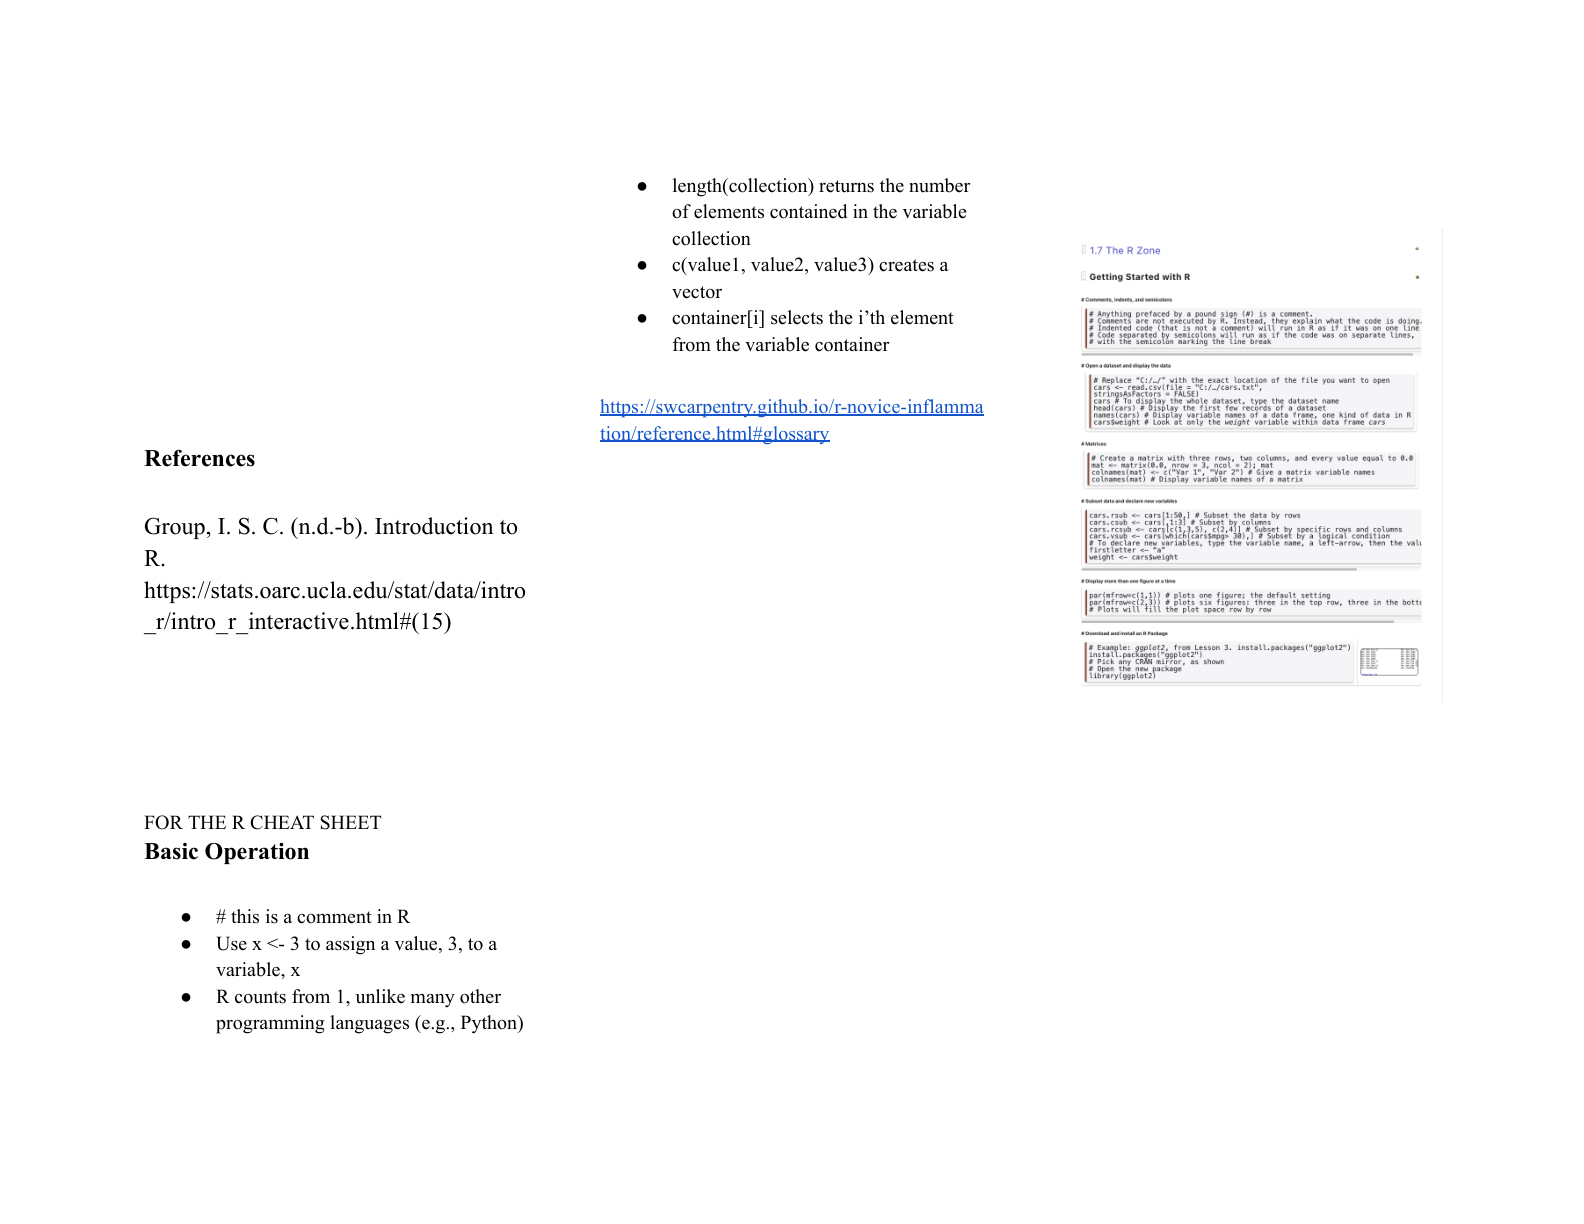 References
Group, I. S. C. (n.d.-b). Introduction to
R.
https://stats.oarc.ucla.edu/stat/data/intro
_r/intro_r_interactive.html#(15)
FOR THE R CHEAT SHEET
Basic Operation
● # this is a comment in R
● Use x <- 3 to assign a value, 3, to a
variable, x
● R counts from 1, unlike many other
programming languages (e.g., Python)
● length(collection) returns the number
of elements contained in the variable
collection
● c(value1, value2, value3) creates a
vector
● container[i] selects the i’th element
from the variable container
https://swcarpentry.github.io/r-novice-inflamma
tion/reference.html#glossary
1.7 The R Zone
Getting Started with R
# Comments, indents, and semicolons
# Anything prefaced by a pound sign (#) is a comment.
# Comments are not executed by R. Instead, they explain what the code is doing.
# Indented code (that is not a comment) will run in R as if it was on one line
# Code separated by semicolons will run as if the code was on separate lines,
# with the semicolon marking the line break
# Open a dataset and display the data
# Replace “C:/…/” with the exact location of the file you want to open
cars <- read.csv(file = "C:/…/cars.txt",
stringsAsFactors = FALSE)
cars # To display the whole dataset, type the dataset name
head(cars) # Display the first few records of a dataset
names(cars) # Display variable names of a data frame, one kind of data in R
cars$weight # Look at only the weight variable within data frame cars
# Matrices
# Create a matrix with three rows, two columns, and every value equal to 0.0
mat <- matrix(0.0, nrow = 3, ncol = 2); mat
colnames(mat) <- c("Var 1", "Var 2") # Give a matrix variable names
colnames(mat) # Display variable names of a matrix
# Subset data and declare new variables
cars.rsub <- cars[1:50,] # Subset the data by rows
cars.csub <- cars[,1:3] # Subset by columns
cars.rcsub <- cars[c(1,3,5), c(2,4)] # Subset by specific rows and columns
cars.vsub <- cars[which(cars$mpg> 30),] # Subset by a logical condition
# To declare new variables, type the variable name, a left-arrow, then the valu
firstletter <- “a”
weight <- cars$weight
# Display more than one figure at a time
par(mfrow=c(1,1)) # plots one figure; the default setting
par(mfrow=c(2,3)) # plots six figures: three in the top row, three in the botto
# Plots will fill the plot space row by row
# Download and install an R Package
# Example: ggplot2, from Lesson 3. install.packages("ggplot2")
install.packages("ggplot2")
# Pick any CRAN mirror, as shown
# Open the new package
library(ggplot2)